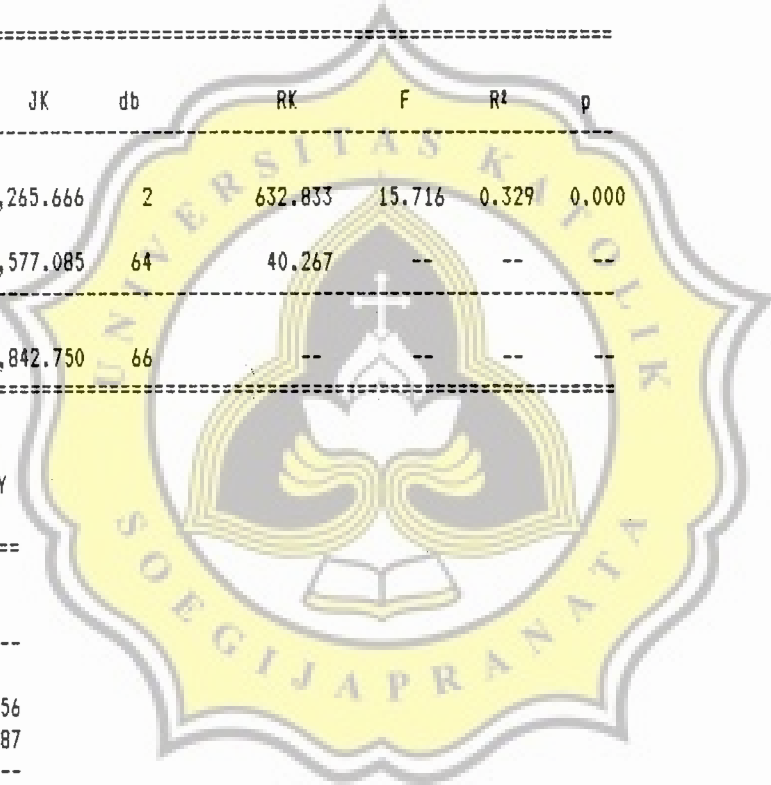 ==========================================
JK db RK F R² p
------------------------------------------
,265.666 2 632.833 15.716 0.329 0.000
,577.085 64 40.267 -- -- --
------------------------------------------
,842.750 66 -- -- -- --
==========================================
Y
==
--
56
87
--
UNIVERSITAS KATOLIK
SOEGIJAPRANATA